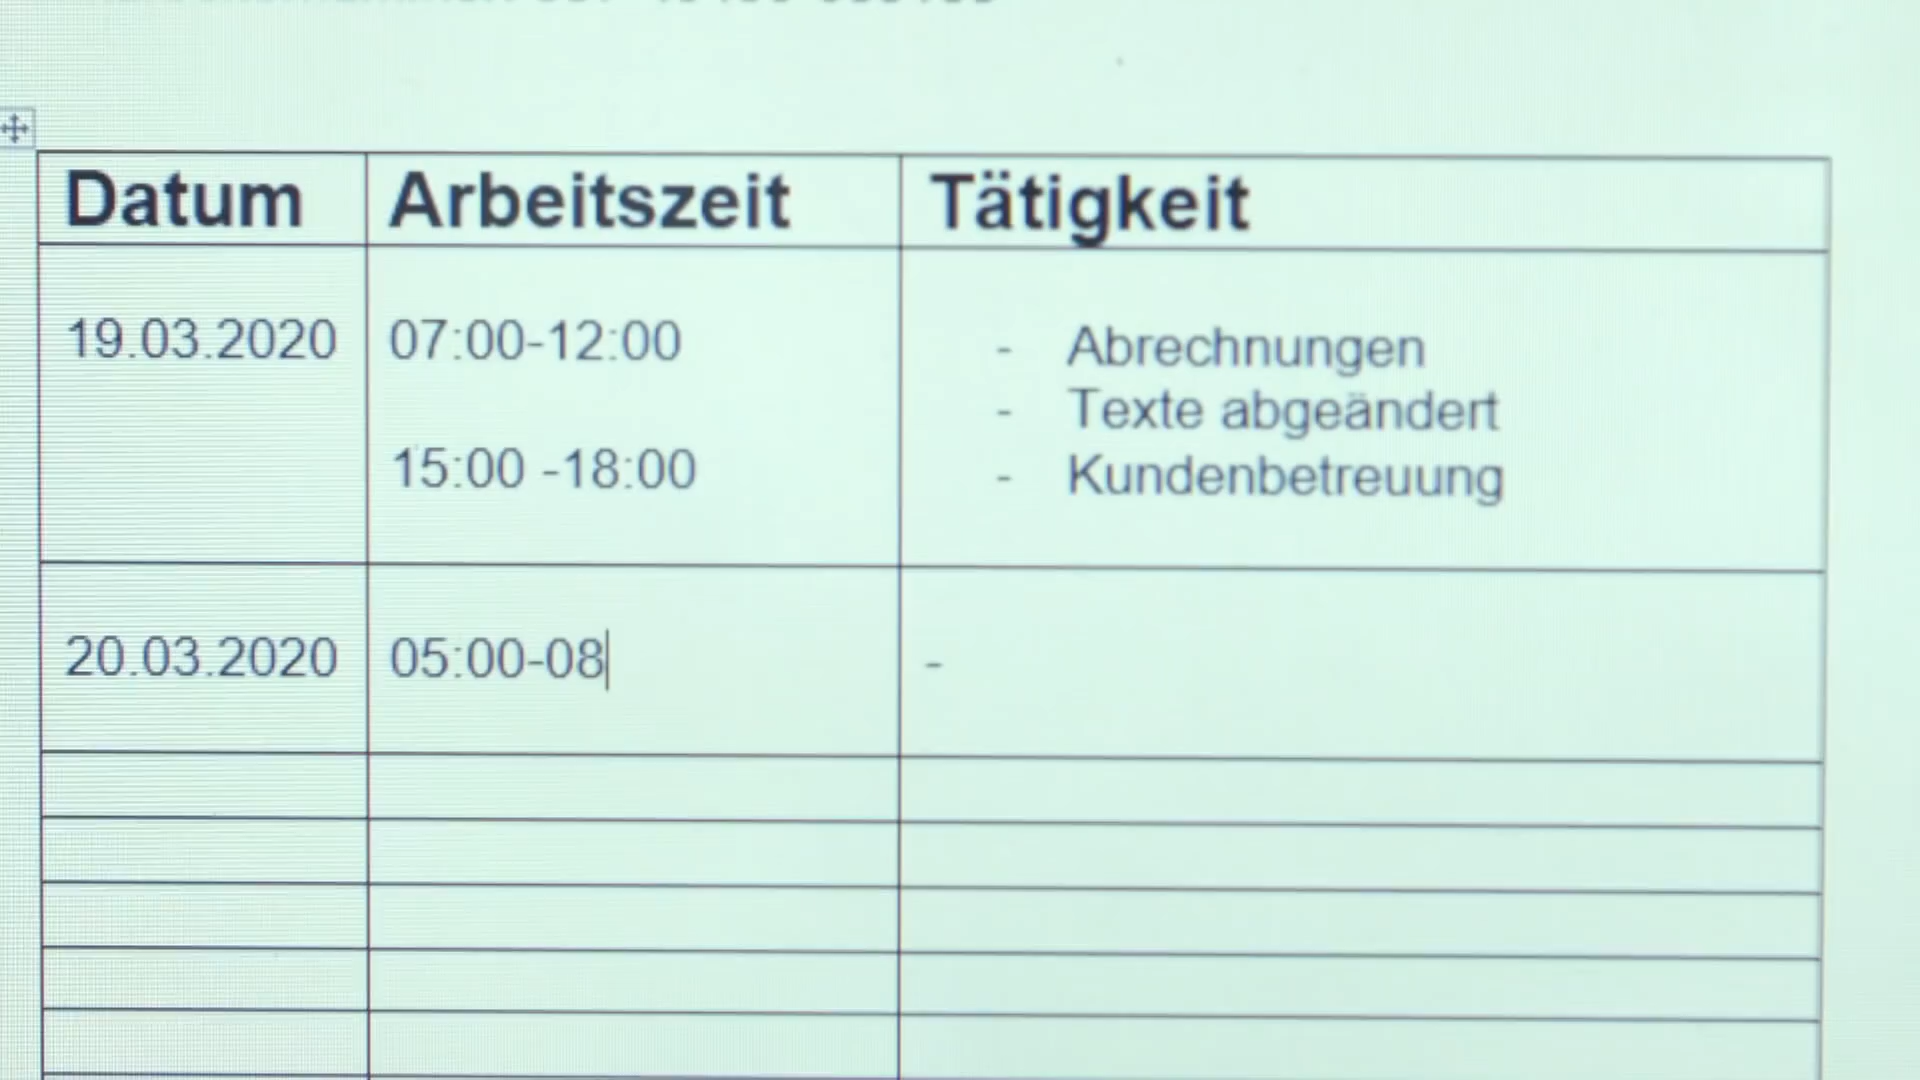 Datum Arbeitszeit Tätigkeit
19.03.2020 07:00-12:00 - Abrechnungen
- Texte abgeändert
15:00 -18:00 - Kundenbetreuung
20.03.2020 05:00-08 -